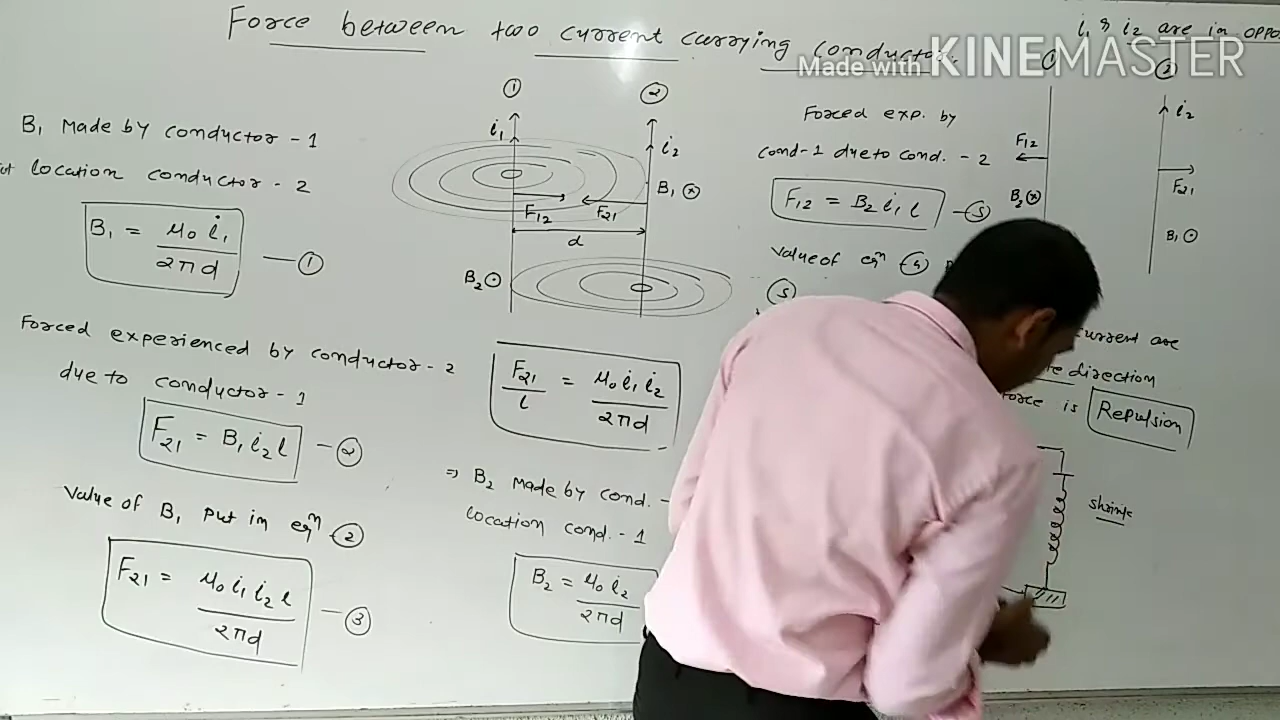 Force between two current carrying conductor
Made with KINEMASTER
i₁ & i₂ are in oppo
B₁ Made by conductor - 1
location conductor - 2
B₁ = μ₀ i₁ / 2πd — ①
Forced experienced by conductor - 2
due to conductor - 1
F₂₁ = B₁ i₂ l — ②
Value of B₁ put in eqⁿ ②
F₂₁ = μ₀ i₁ i₂ l / 2πd — ③
① ②
i₁ i₂
B₁ ⊗
F₁₂ F₂₁
d
B₂ ⊙
F₂₁ / l = μ₀ i₁ i₂ / 2πd
⇒ B₂ made by cond. -
location cond. - 1
B₂ = μ₀ i₂ / 2πd
Forced exp. by
cond-1 due to cond. - 2
F₁₂ = B₂ i₁ l — ⑤
Value of eqⁿ ④
⑤
① ②
i₂
F₁₂
F₂₁
B₂ ⊗
B₁ ⊙
current are
direction
force is Repulsion
shrink